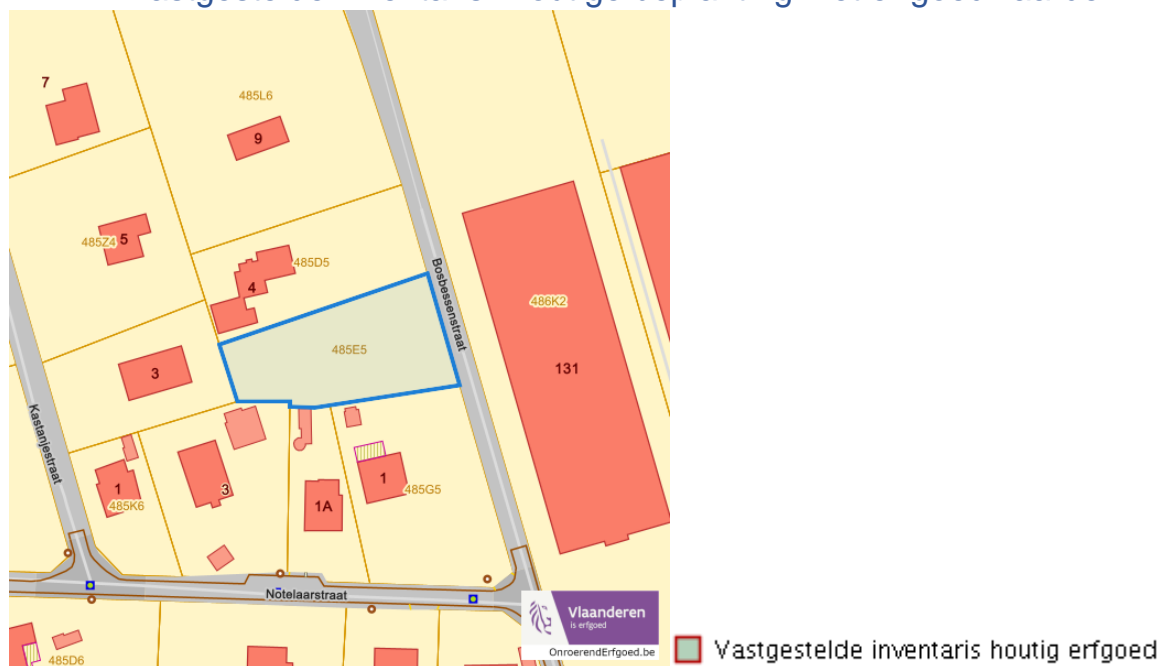 7
485L6
9
485Z4
5
485D5
4
Bosbessenstraat
486K2
485E5
131
3
Kastanjestraat
1
485K6
3
1A
1
485G5
Notelaarstraat
Vlaanderen
is erfgoed
OnroerendErfgoed.be
485D6
Vastgestelde inventaris houtig erfgoed